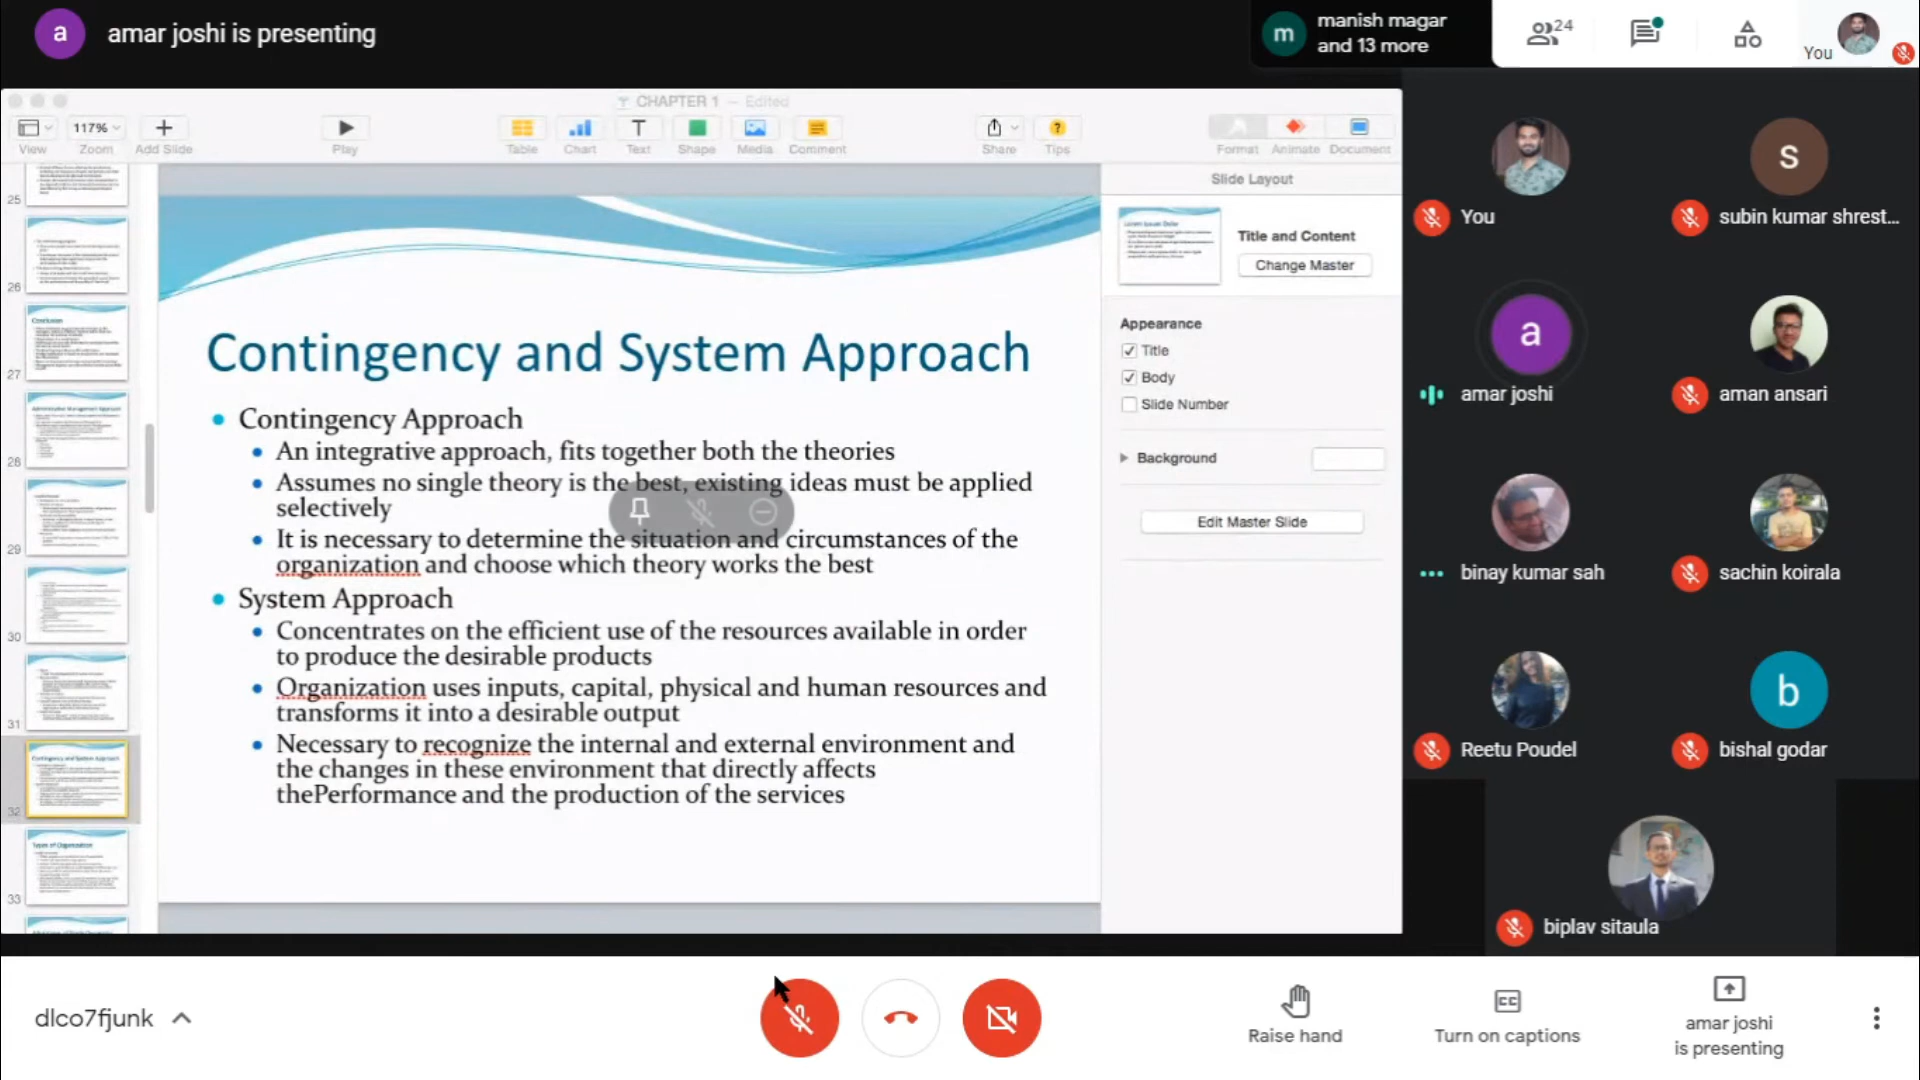 a
amar joshi is presenting
m
manish magar
and 13 more
24
You
CHAPTER 1 — Edited
117%
View
Zoom
Add Slide
Play
Table
Chart
Text
Shape
Media
Comment
Share
Tips
Format
Animate
Document
25
26
27
28
29
30
31
32
33
Conclusion
Contingency and System Approach
Types of Organization
Contingency and System Approach
Contingency Approach
An integrative approach, fits together both the theories
Assumes no single theory is the best, existing ideas must be applied
selectively
It is necessary to determine the situation and circumstances of the
organization and choose which theory works the best
System Approach
Concentrates on the efficient use of the resources available in order
to produce the desirable products
Organization uses inputs, capital, physical and human resources and
transforms it into a desirable output
Necessary to recognize the internal and external environment and
the changes in these environment that directly affects
thePerformance and the production of the services
Slide Layout
Title and Content
Change Master
Appearance
Title
Body
Slide Number
Background
Edit Master Slide
You
s
subin kumar shrest...
a
amar joshi
aman ansari
binay kumar sah
sachin koirala
Reetu Poudel
b
bishal godar
biplav sitaula
dlco7fjunk
Raise hand
CC
Turn on captions
amar joshi
is presenting